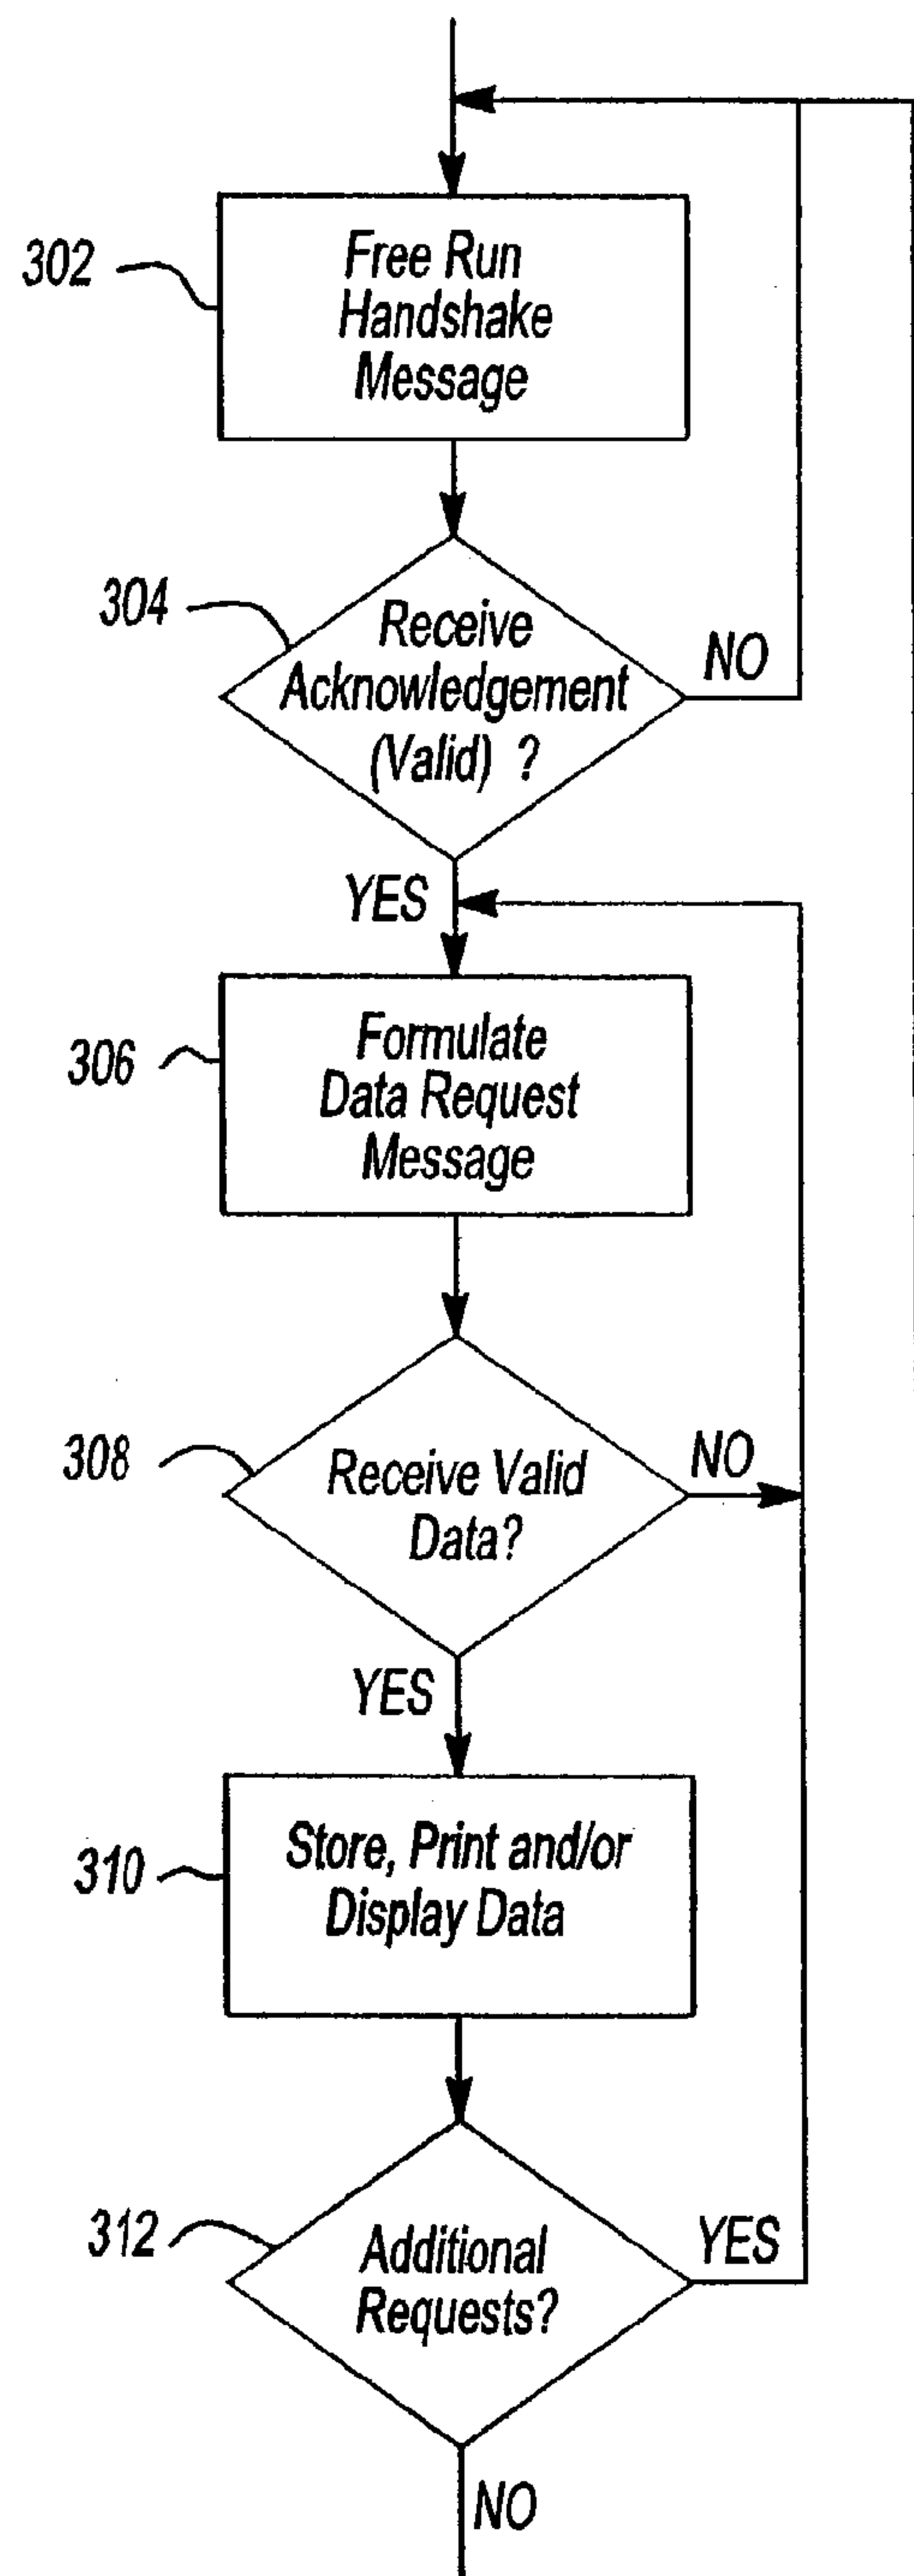 302
Free Run
Handshake
Message
304
Receive
Acknowledgement
(Valid) ?
NO
YES
306
Formulate
Data Request
Message
308
Receive Valid
Data?
NO
YES
310
Store, Print and/or
Display Data
312
Additional
Requests?
YES
NO